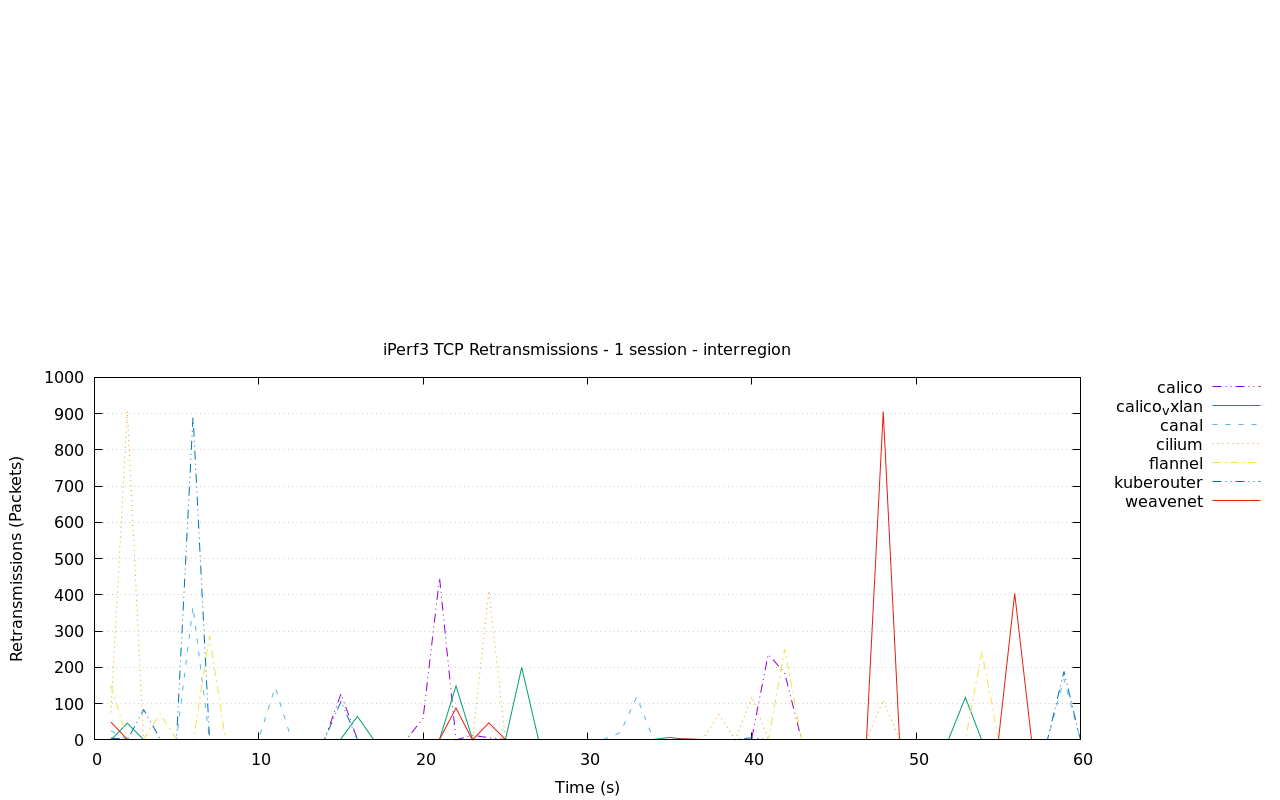 iPerf3 TCP Retransmissions - 1 session - interregion
1000
900
800
700
600
500
400
300
200
100
0
Retransmissions (Packets)
0 10 20 30 40 50 60
Time (s)
calico
calicovxlan
canal
cilium
flannel
kuberouter
weavenet